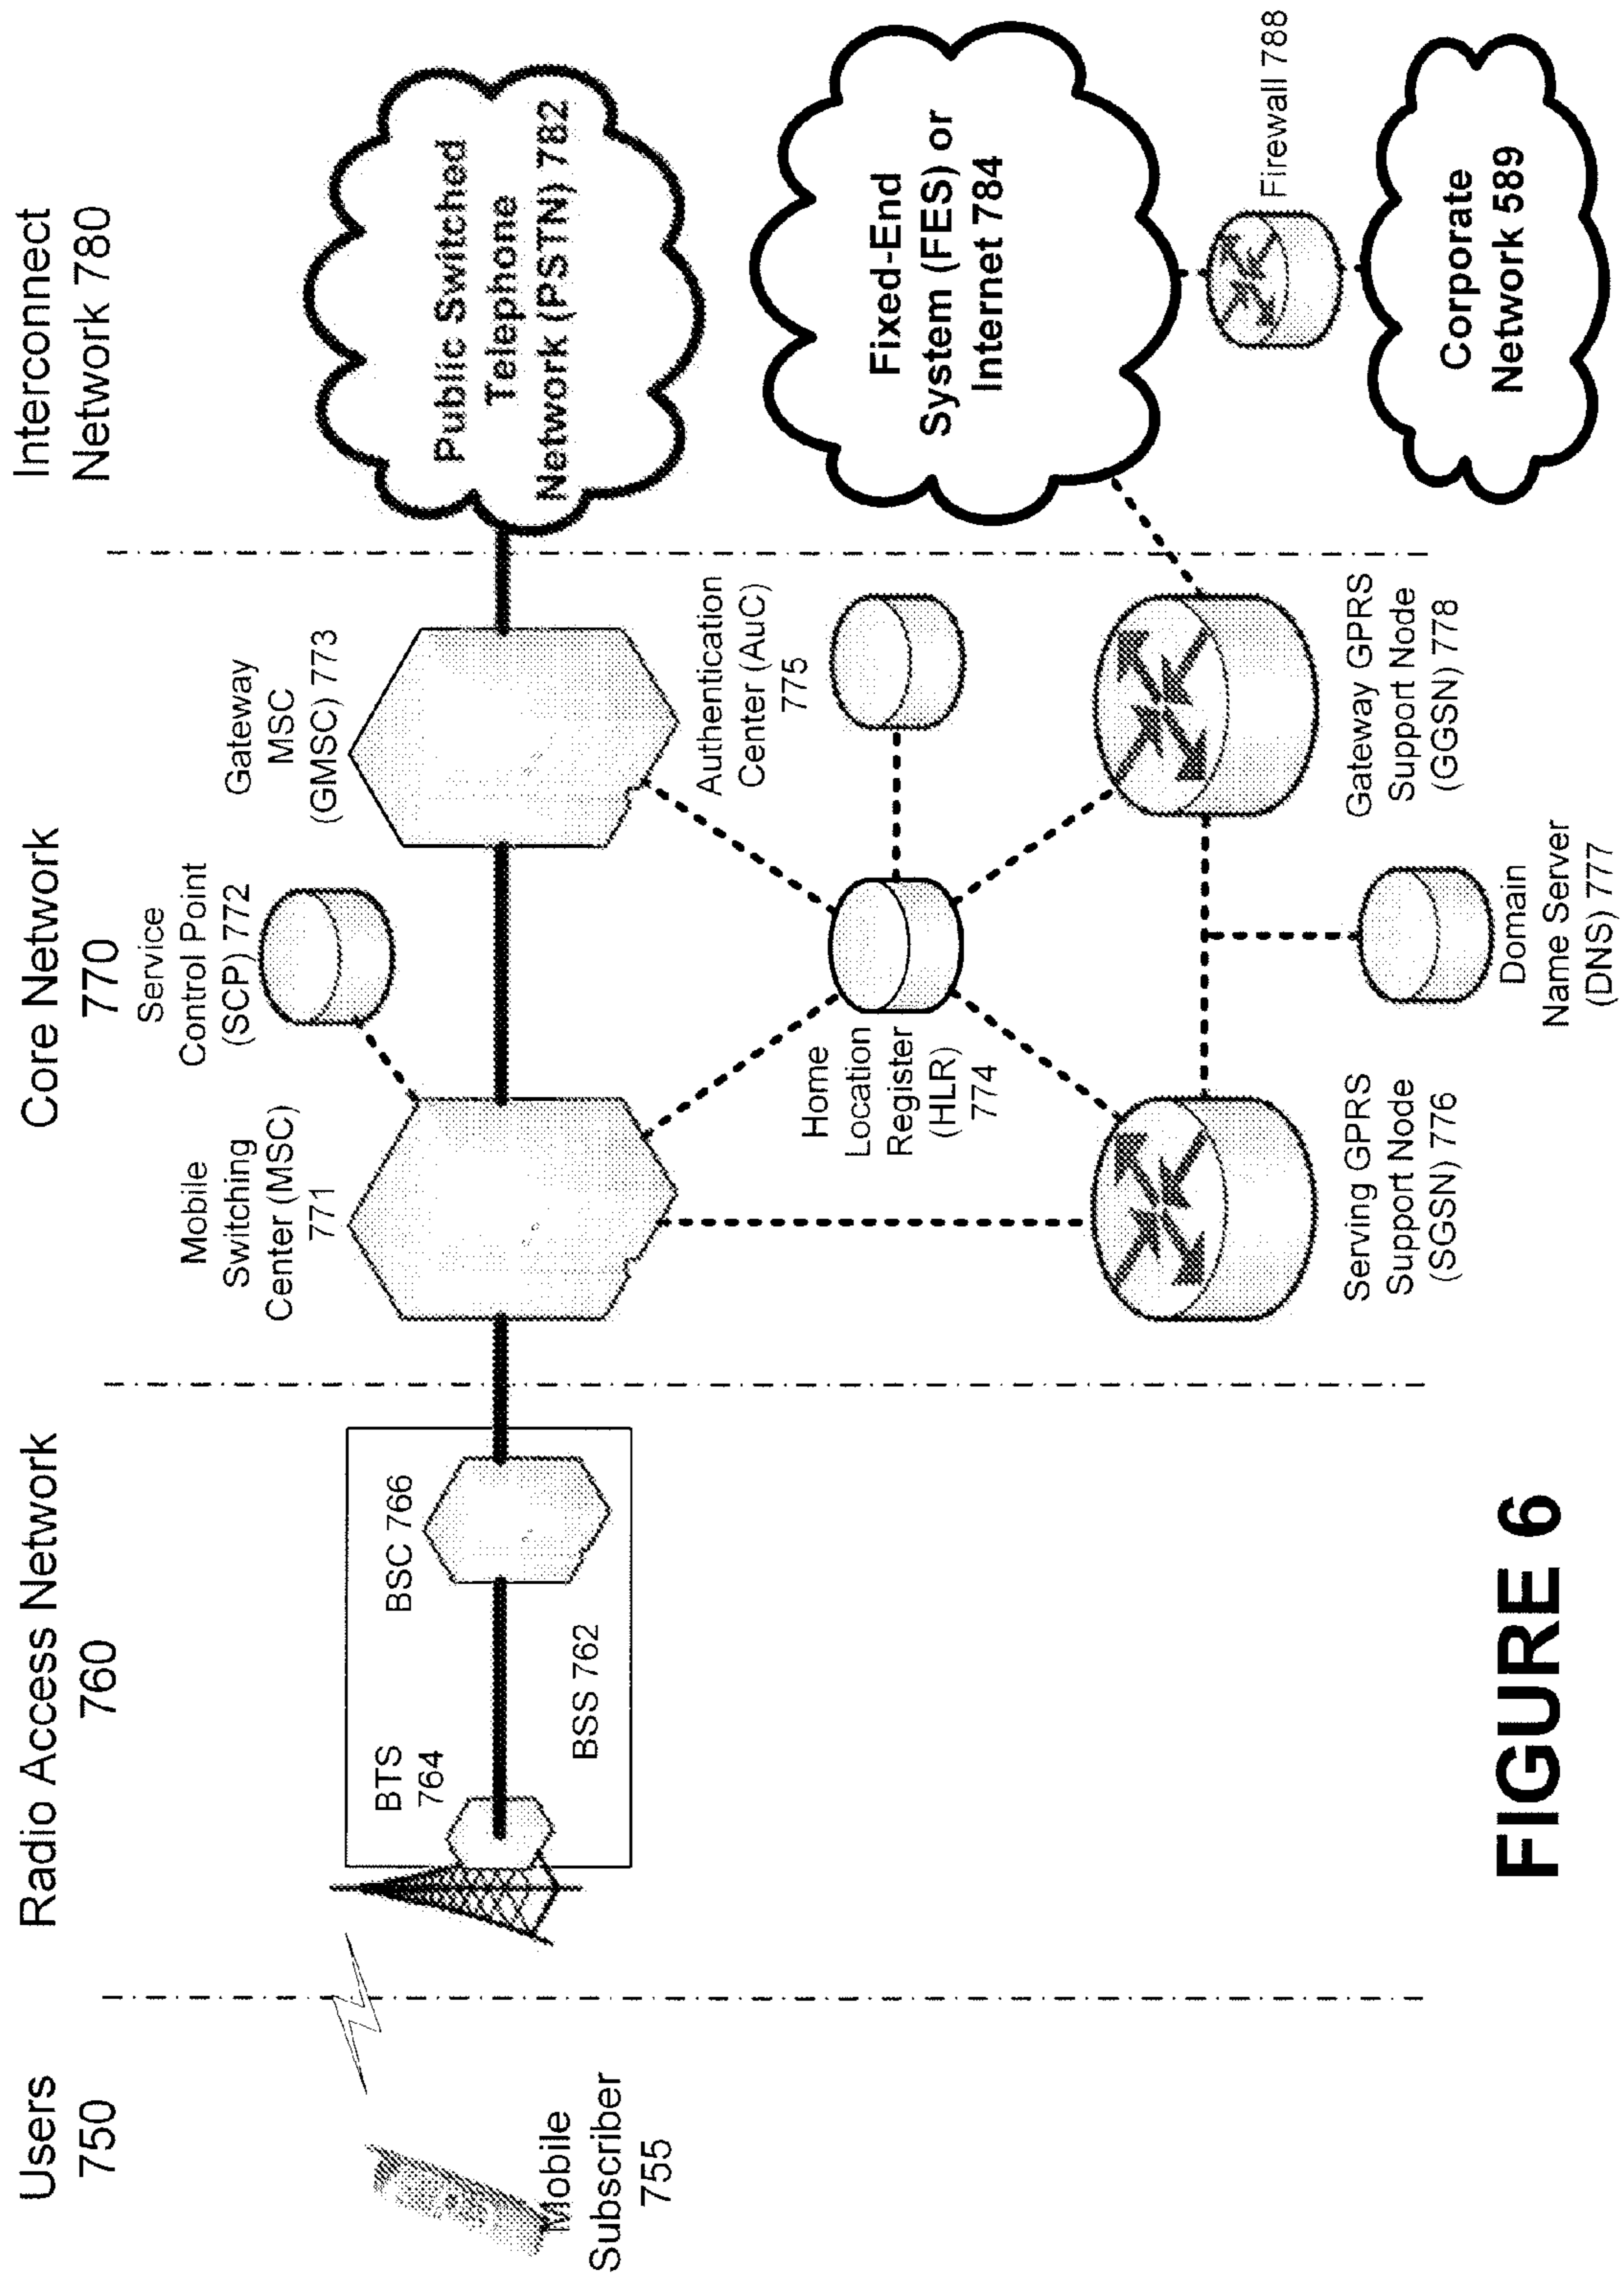 Users
750
Radio Access Network
760
Core Network
770
Interconnect
Network 780
Mobile
Subscriber
755
BTS
764
BSC 766
BSS 762
Mobile
Switching
Center (MSC)
771
Service
Control Point
(SCP) 772
Gateway
MSC
(GMSC) 773
Home
Location
Register
(HLR)
774
Authentication
Center (AuC)
775
Serving GPRS
Support Node
(SGSN) 776
Domain
Name Server
(DNS) 777
Gateway GPRS
Support Node
(GGSN) 778
Public Switched
Telephone
Network (PSTN) 782
Fixed-End
System (FES) or
Internet 784
Firewall 788
Corporate
Network 589
FIGURE 6